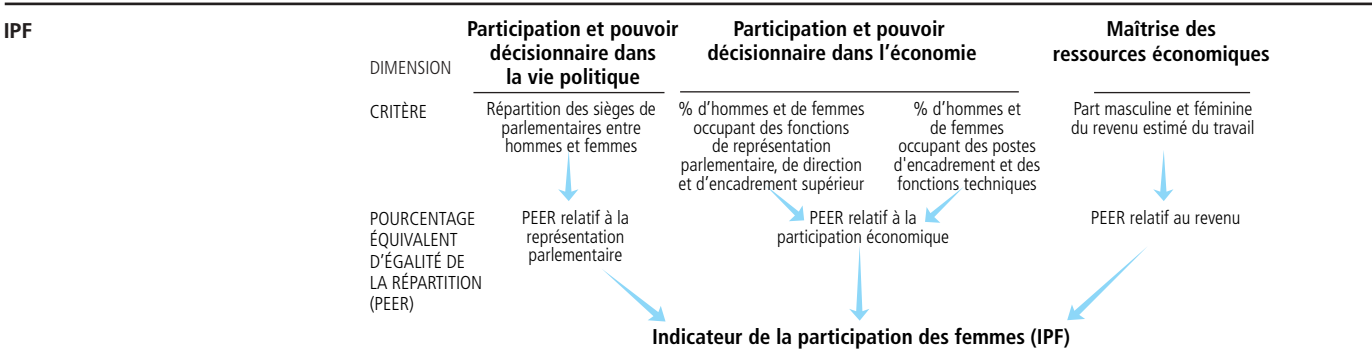 IPF
DIMENSION
Participation et pouvoir
décisionnaire dans
la vie politique
Participation et pouvoir
décisionnaire dans l’économie
Maîtrise des
ressources économiques
CRITÈRE
Répartition des sièges de
parlementaires entre
hommes et femmes
% d’hommes et de femmes
occupant des fonctions
de représentation
parlementaire, de direction
et d’encadrement supérieur
% d’hommes et
de femmes
occupant des postes
d'encadrement et des
fonctions techniques
Part masculine et féminine
du revenu estimé du travail
POURCENTAGE
ÉQUIVALENT
D’ÉGALITÉ DE
LA RÉPARTITION
(PEER)
PEER relatif à la
représentation
parlementaire
PEER relatif à la
participation économique
PEER relatif au revenu
Indicateur de la participation des femmes (IPF)